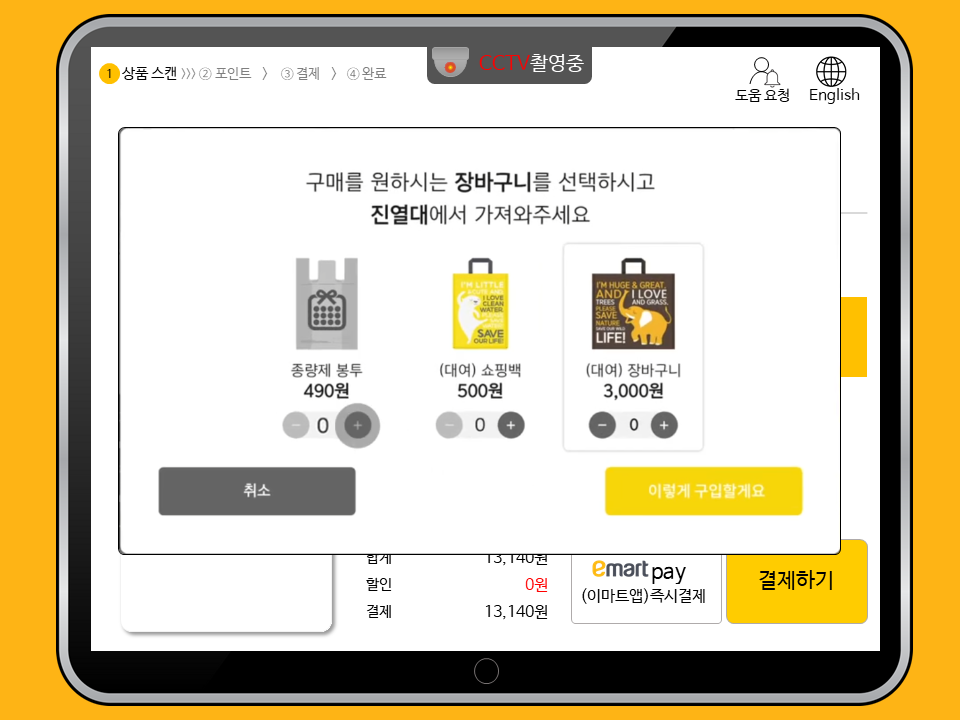 1 상품 스캔 〉〉〉 ② 포인트 〉 ③ 결제 〉 ④ 완료
CCTV촬영중
도움 요청
English
구매를 원하시는 장바구니를 선택하시고
진열대에서 가져와주세요
I'M LITTLE
I LOVE
CLEAN
WATER.
SAVE
OUR LIFE!
I'M HUGE & GREAT,
AND I LOVE
TREES AND GRASS,
PLEASE
SAVE
NATURE
SAVE OUR WILD
LIFE!
종량제 봉투
490원
− 0 +
(대여) 쇼핑백
500원
− 0 +
(대여) 장바구니
3,000원
− 0 +
취소
이렇게 구입할게요
합계 13,140원
할인 0원
결제 13,140원
emart pay
(이마트앱)즉시결제
결제하기